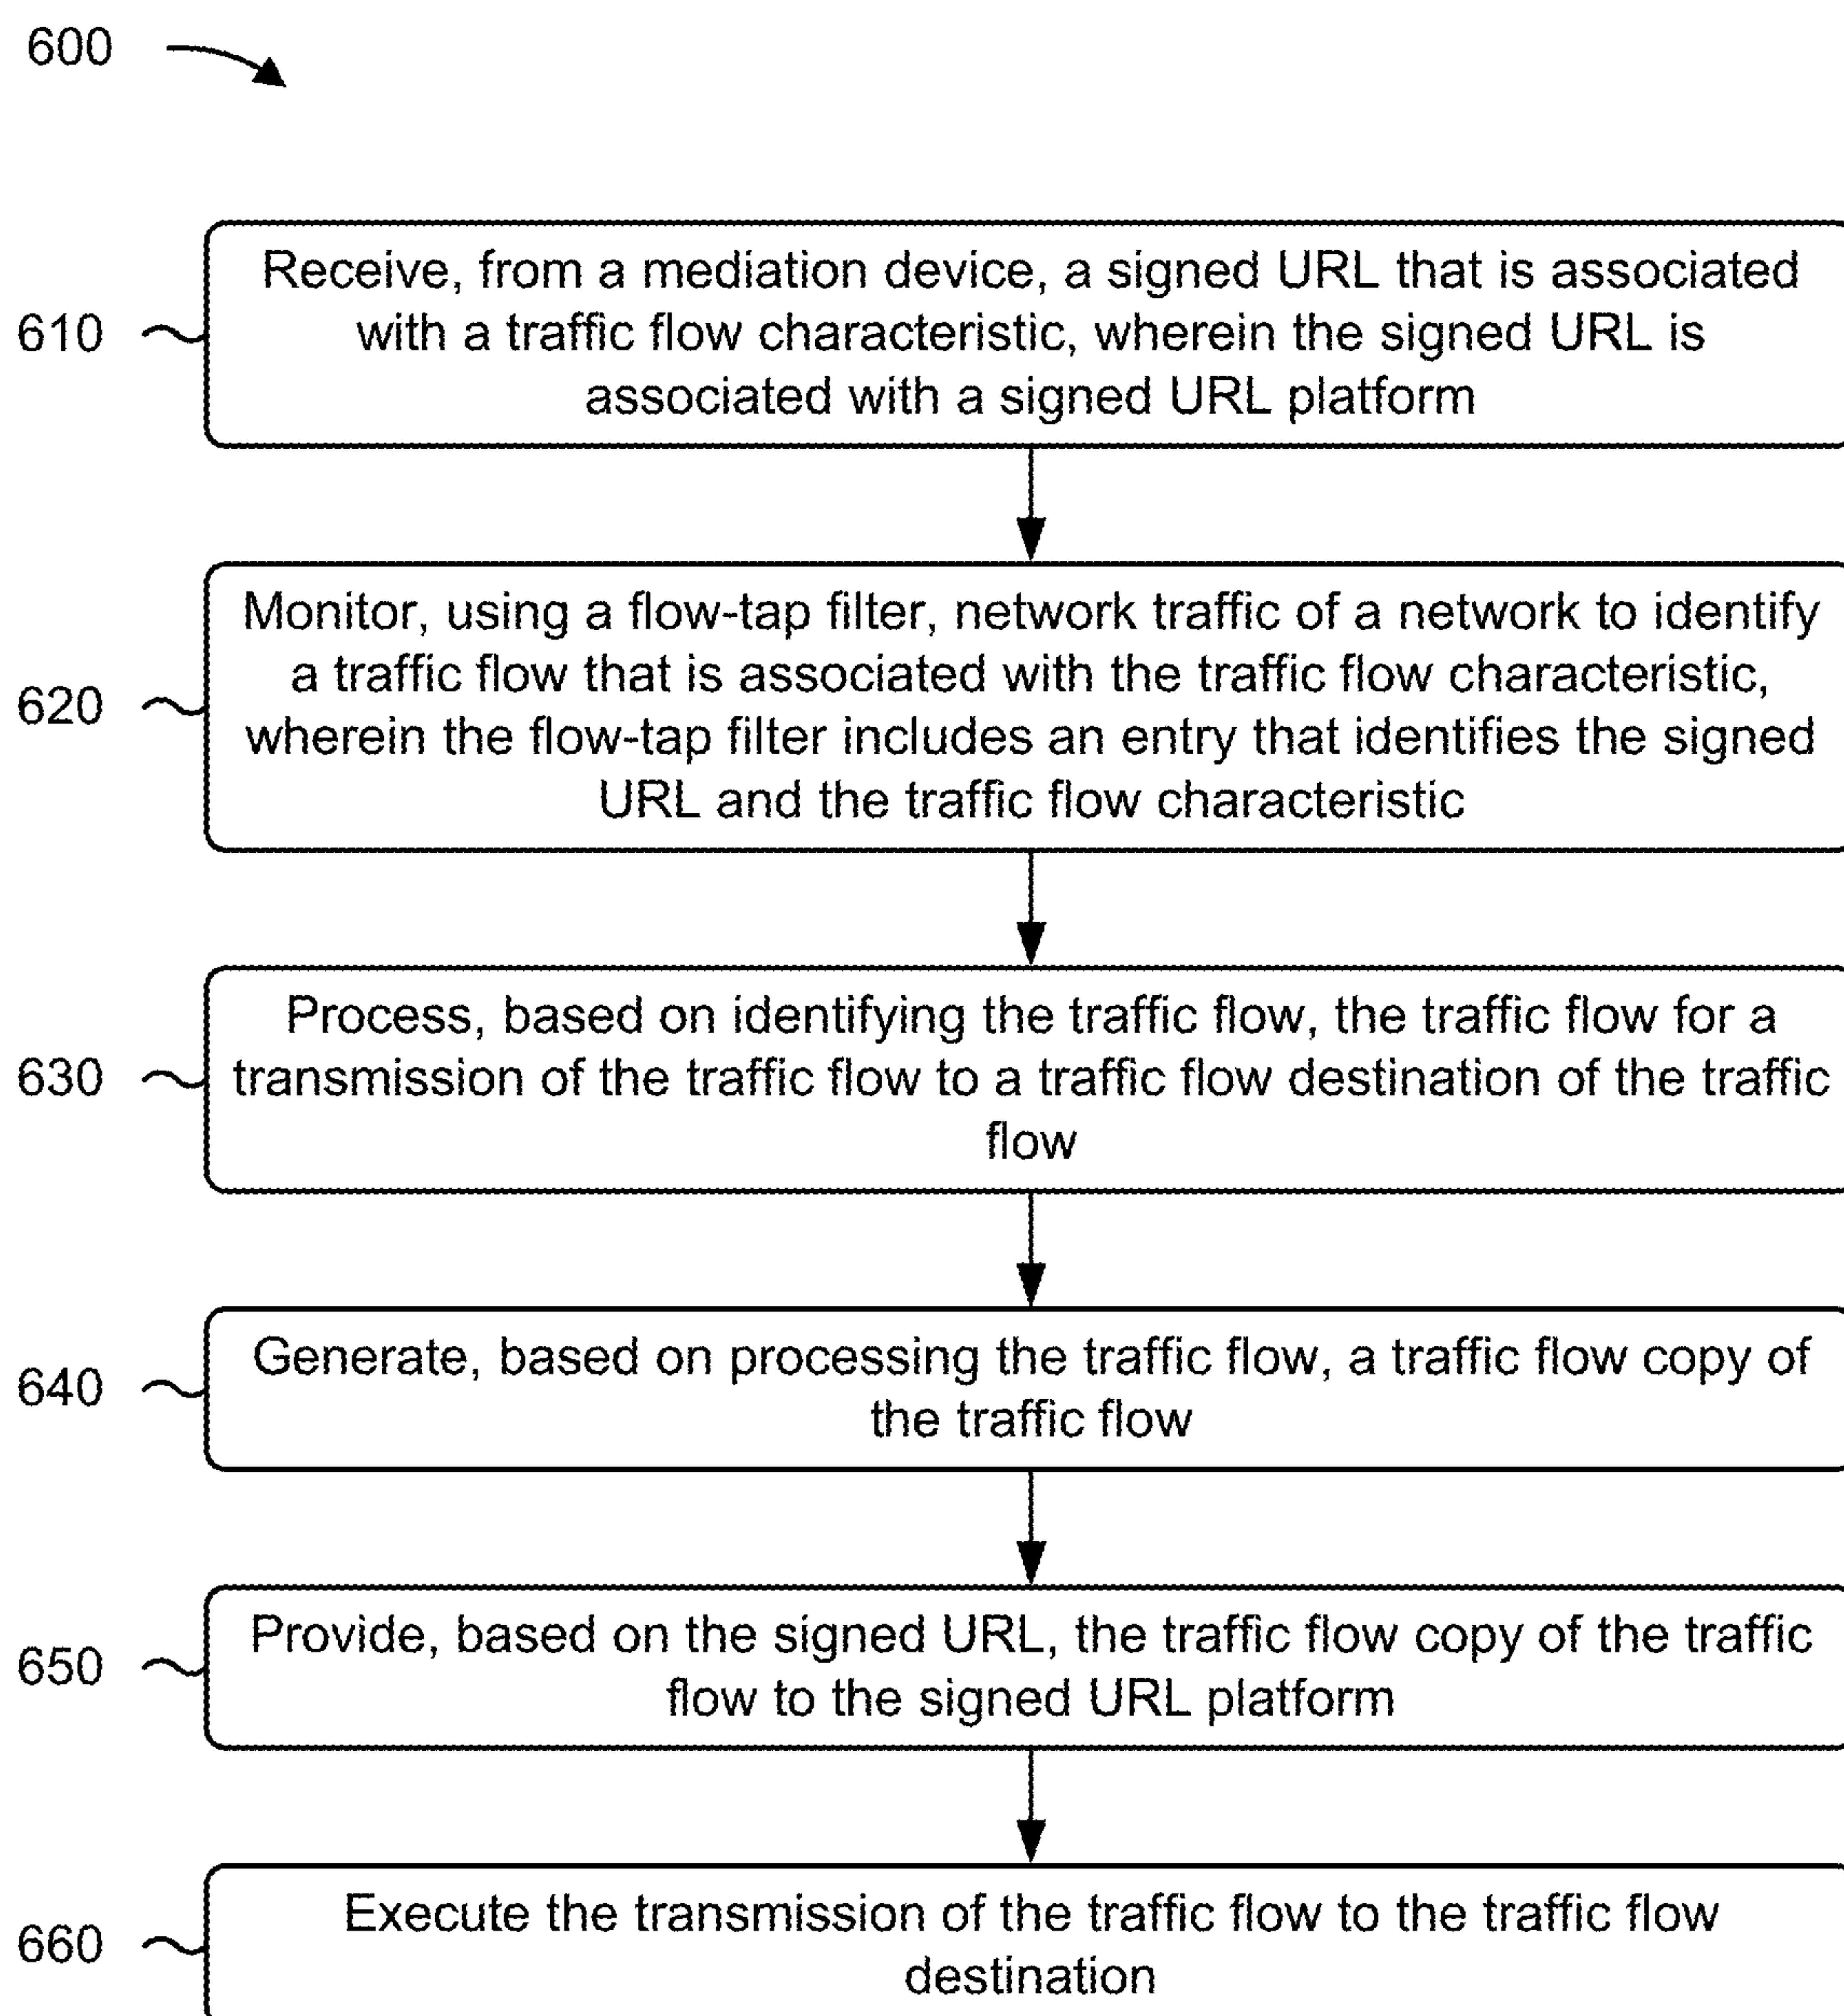 600
Receive, from a mediation device, a signed URL that is associated
with a traffic flow characteristic, wherein the signed URL is
associated with a signed URL platform
610
Monitor, using a flow-tap filter, network traffic of a network to identify
a traffic flow that is associated with the traffic flow characteristic,
wherein the flow-tap filter includes an entry that identifies the signed
URL and the traffic flow characteristic
620
Process, based on identifying the traffic flow, the traffic flow for a
transmission of the traffic flow to a traffic flow destination of the traffic
flow
630
Generate, based on processing the traffic flow, a traffic flow copy of
the traffic flow
640
Provide, based on the signed URL, the traffic flow copy of the traffic
flow to the signed URL platform
650
Execute the transmission of the traffic flow to the traffic flow
destination
660